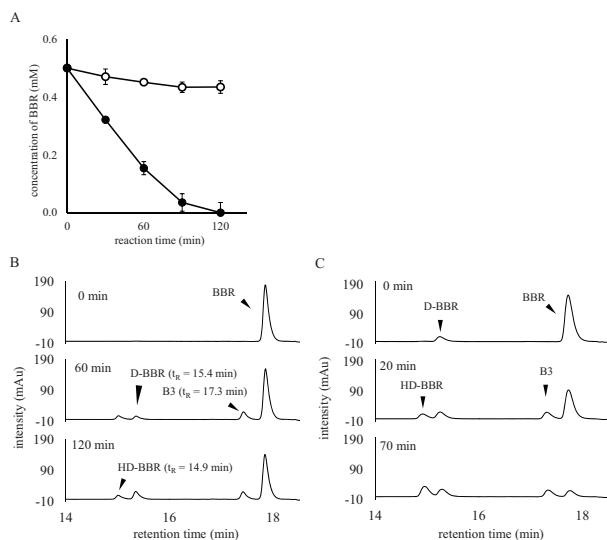 A
0.6
0.4
0.2
0.0
concentration of BBR (mM)
0
60
120
reaction time (min)
B
190
90
-10
0 min
BBR
190
90
-10
60 min
D-BBR (tR = 15.4 min)
B3 (tR = 17.3 min)
190
90
-10
120 min
HD-BBR (tR = 14.9 min)
intensity (mAu)
14
16
18
retention time (min)
C
190
90
-10
0 min
D-BBR
BBR
190
90
-10
20 min
HD-BBR
B3
190
90
-10
70 min
intensity (mAu)
14
16
18
retention time (min)